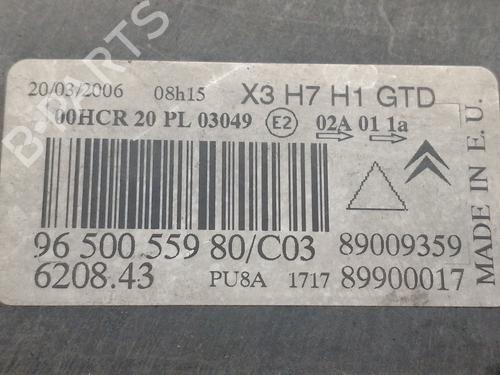 B-PARTS
20/03/2006 08h15 X3 H7 H1 GTD
00HCR 20 PL 03049 E2 02A 01 1a
96 500 559 80/C03 89009359
6208.43 PU8A 1717 89900017
MADE IN E.U.